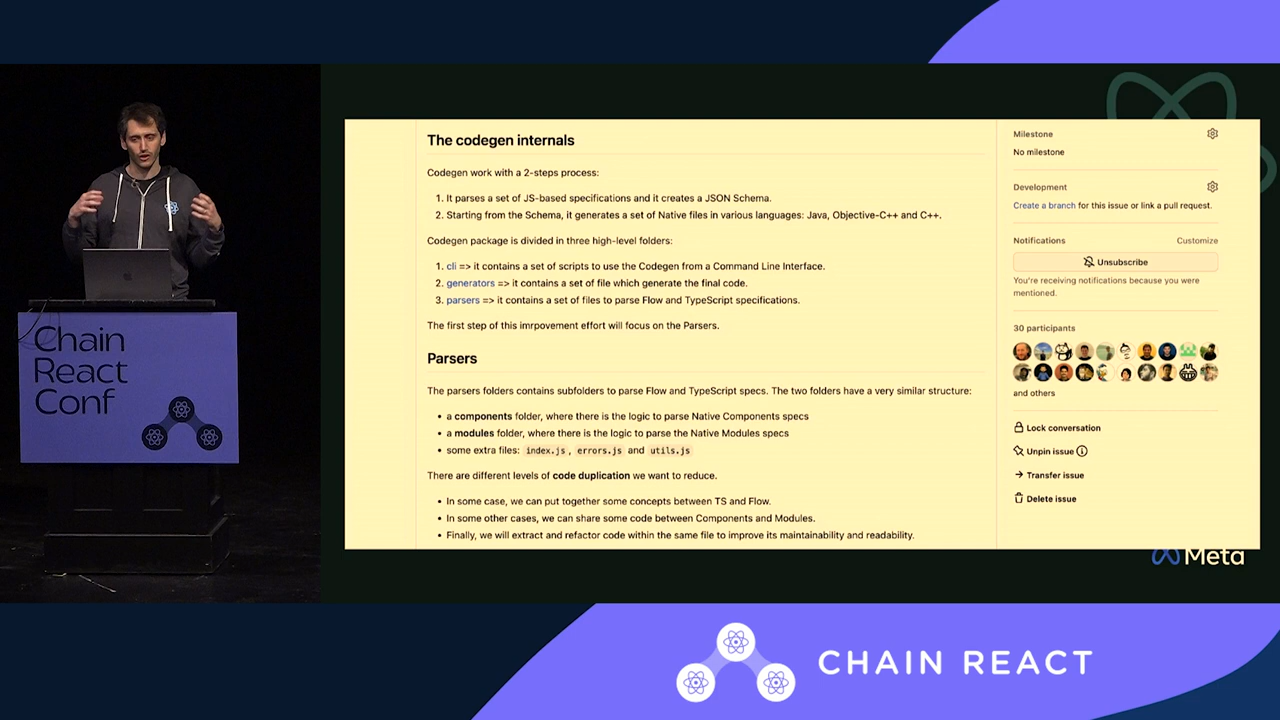 The codegen internals
Codegen work with a 2-steps process:
1. It parses a set of JS-based specifications and it creates a JSON Schema.
2. Starting from the Schema, it generates a set of Native files in various languages: Java, Objective-C++ and C++.
Codegen package is divided in three high-level folders:
1. cli => it contains a set of scripts to use the Codegen from a Command Line Interface.
2. generators => it contains a set of file which generate the final code.
3. parsers => it contains a set of files to parse Flow and TypeScript specifications.
The first step of this imrpovement effort will focus on the Parsers.
Parsers
The parsers folders contains subfolders to parse Flow and TypeScript specs. The two folders have a very similar structure:
• a components folder, where there is the logic to parse Native Components specs
• a modules folder, where there is the logic to parse the Native Modules specs
• some extra files: index.js, errors.js and utils.js
There are different levels of code duplication we want to reduce.
• In some case, we can put together some concepts between TS and Flow.
• In some other cases, we can share some code between Components and Modules.
• Finally, we will extract and refactor code within the same file to improve its maintainability and readability.
Milestone
No milestone
Development
Create a branch for this issue or link a pull request.
Notifications
Customize
Unsubscribe
You're receiving notifications because you were
mentioned.
30 participants
and others
Lock conversation
Unpin issue
Transfer issue
Delete issue
Meta
Chain
React
Conf
CHAIN REACT